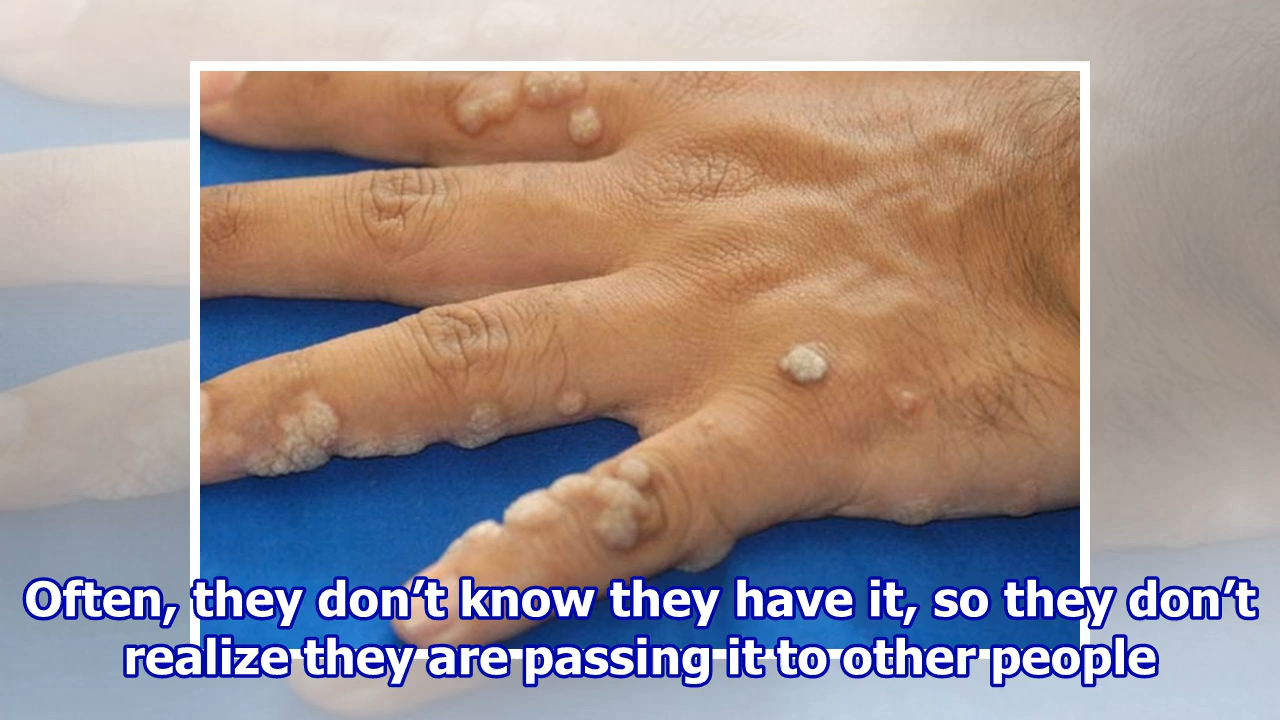 Often, they don’t know they have it, so they don’t
realize they are passing it to other people